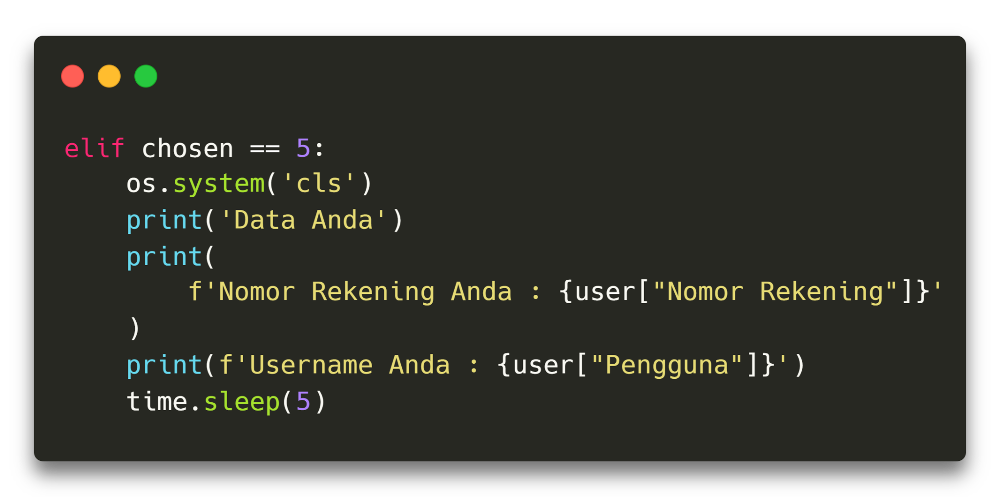 elif chosen == 5:
    os.system('cls')
    print('Data Anda')
    print(
        f'Nomor Rekening Anda : {user["Nomor Rekening"]}'
    )
    print(f'Username Anda : {user["Pengguna"]}')
    time.sleep(5)